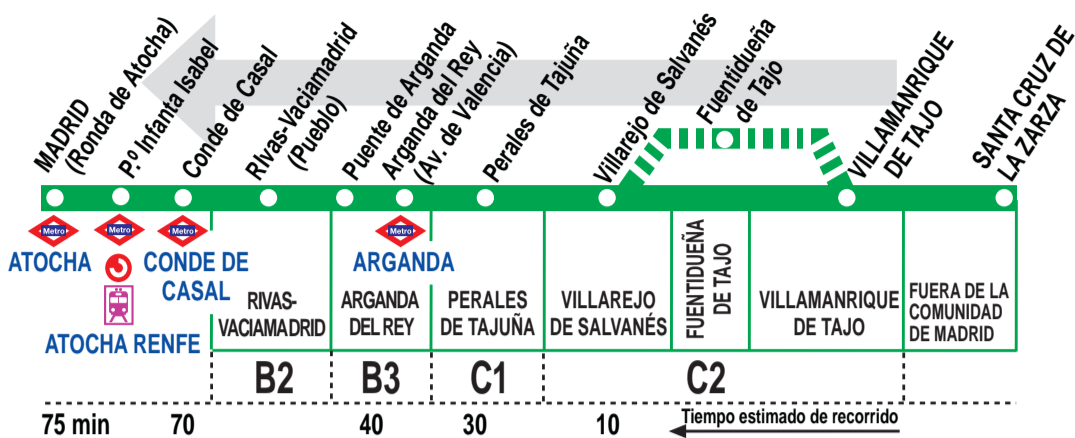 MADRID
(Ronda de Atocha)
P.º Infanta Isabel
Conde de Casal
RIvas-Vaciamadrid
(Pueblo)
Puente de Arganda
Arganda del Rey
(Av. de Valencia)
Perales de Tajuña
Villarejo de Salvanés
Fuentidueña
de Tajo
VILLAMANRIQUE
DE TAJO
SANTA CRUZ DE
LA ZARZA
Metro
Metro
Metro
Metro
ATOCHA
CONDE DE
CASAL
ARGANDA
ATOCHA RENFE
RIVAS-
VACIAMADRID
ARGANDA
DEL REY
PERALES
DE TAJUÑA
VILLAREJO
DE SALVANÉS
FUENTIDUEÑA
DE TAJO
VILLAMANRIQUE
DE TAJO
FUERA DE LA
COMUNIDAD
DE MADRID
B2
B3
C1
C2
75 min
70
40
30
10
Tiempo estimado de recorrido